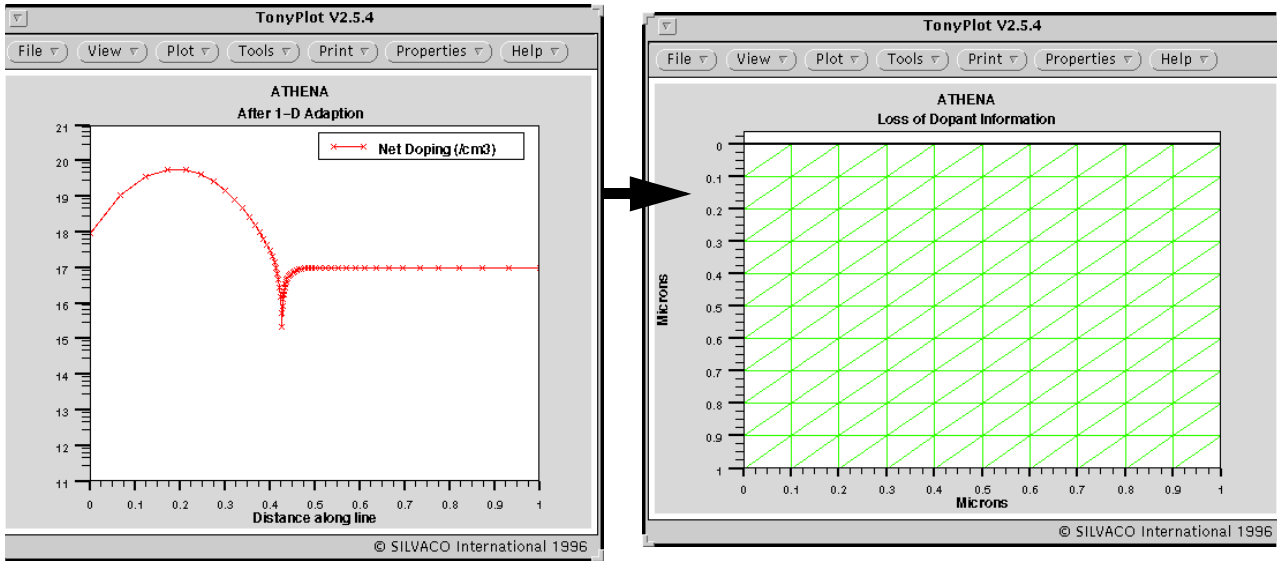 TonyPlot V2.5.4
File View Plot Tools Print Properties Help
ATHENA
After 1-D Adaption
Net Doping (/cm3)
21
20
19
18
17
16
15
14
13
12
11
0 0.1 0.2 0.3 0.4 0.5 0.6 0.7 0.8 0.9 1
Distance along line
© SILVACO International 1996
TonyPlot V2.5.4
File View Plot Tools Print Properties Help
ATHENA
Loss of Dopant Information
Microns
0
0.1
0.2
0.3
0.4
0.5
0.6
0.7
0.8
0.9
1
0 0.1 0.2 0.3 0.4 0.5 0.6 0.7 0.8 0.9 1
Microns
© SILVACO International 1996